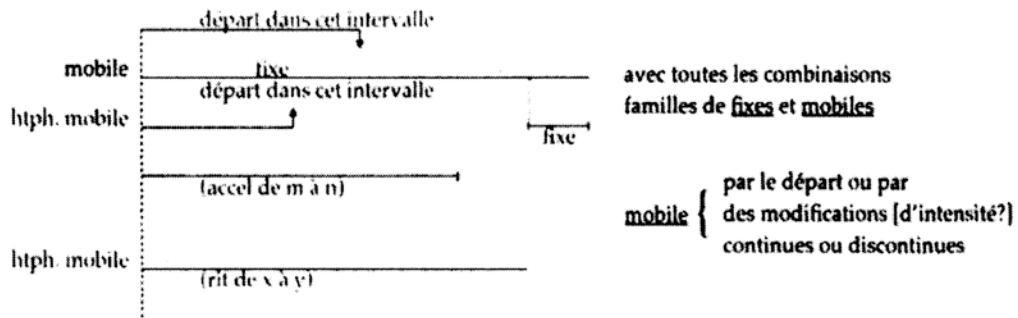 départ dans cet intervalle
mobile
fixe
départ dans cet intervalle
htph. mobile
fixe
(accel de m à n)
htph. mobile
(rit de x à y)
avec toutes les combinaisons
familles de fixes et mobiles
mobile { par le départ ou par
des modifications [d'intensité?]
continues ou discontinues